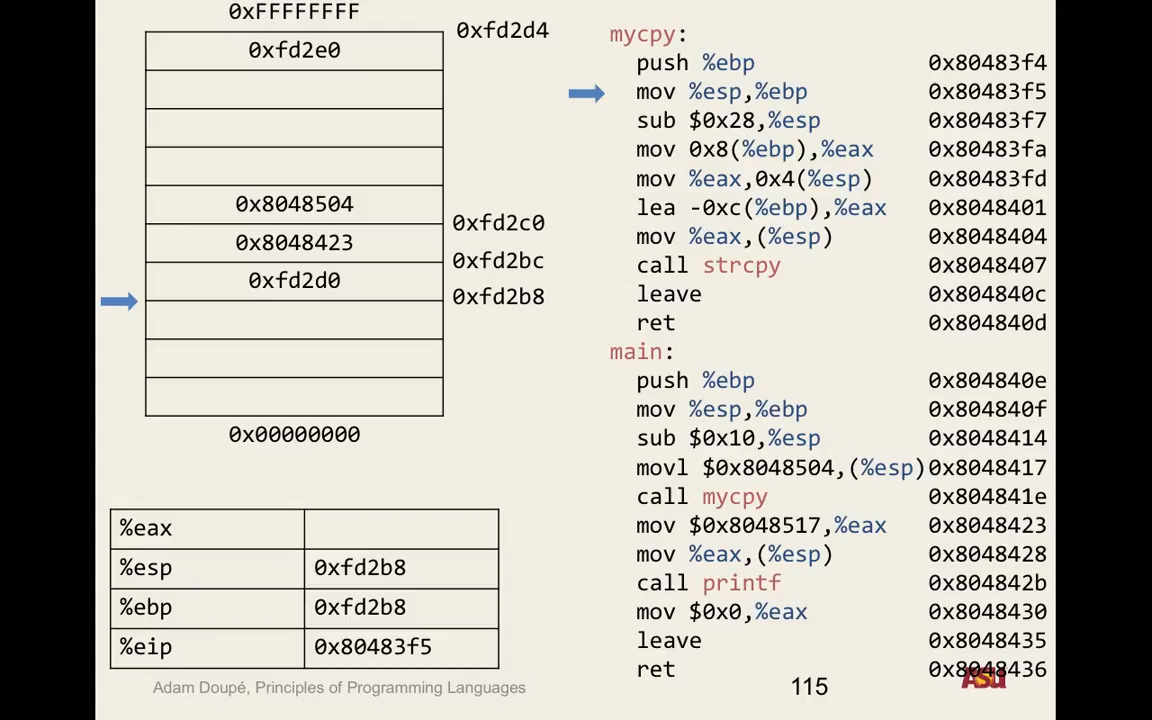 0xFFFFFFFF
0xfd2d4
0xfd2e0
0x8048504
0xfd2c0
0x8048423
0xfd2bc
0xfd2d0
0xfd2b8
0x00000000
%eax
%esp 0xfd2b8
%ebp 0xfd2b8
%eip 0x80483f5
mycpy:
push %ebp 0x80483f4
mov %esp,%ebp 0x80483f5
sub $0x28,%esp 0x80483f7
mov 0x8(%ebp),%eax 0x80483fa
mov %eax,0x4(%esp) 0x80483fd
lea -0xc(%ebp),%eax 0x8048401
mov %eax,(%esp) 0x8048404
call strcpy 0x8048407
leave 0x804840c
ret 0x804840d
main:
push %ebp 0x804840e
mov %esp,%ebp 0x804840f
sub $0x10,%esp 0x8048414
movl $0x8048504,(%esp) 0x8048417
call mycpy 0x804841e
mov $0x8048517,%eax 0x8048423
mov %eax,(%esp) 0x8048428
call printf 0x804842b
mov $0x0,%eax 0x8048430
leave 0x8048435
ret 0x8048436
Adam Doupé, Principles of Programming Languages
115
ASU